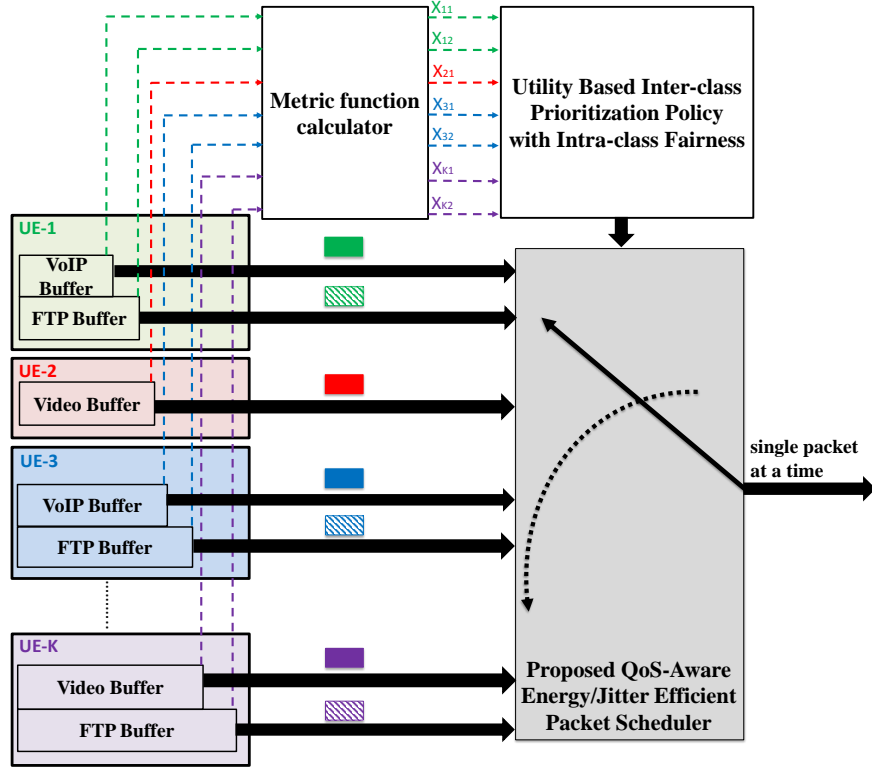 X11
X12
X21
X31
X32
XK1
XK2
Metric function
calculator
Utility Based Inter-class
Prioritization Policy
with Intra-class Fairness
UE-1
VoIP
Buffer
FTP Buffer
UE-2
Video Buffer
UE-3
VoIP Buffer
FTP Buffer
UE-K
Video Buffer
FTP Buffer
single packet
at a time
Proposed QoS-Aware
Energy/Jitter Efficient
Packet Scheduler